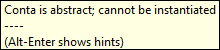 Conta is abstract; cannot be instantiated
----
(Alt-Enter shows hints)